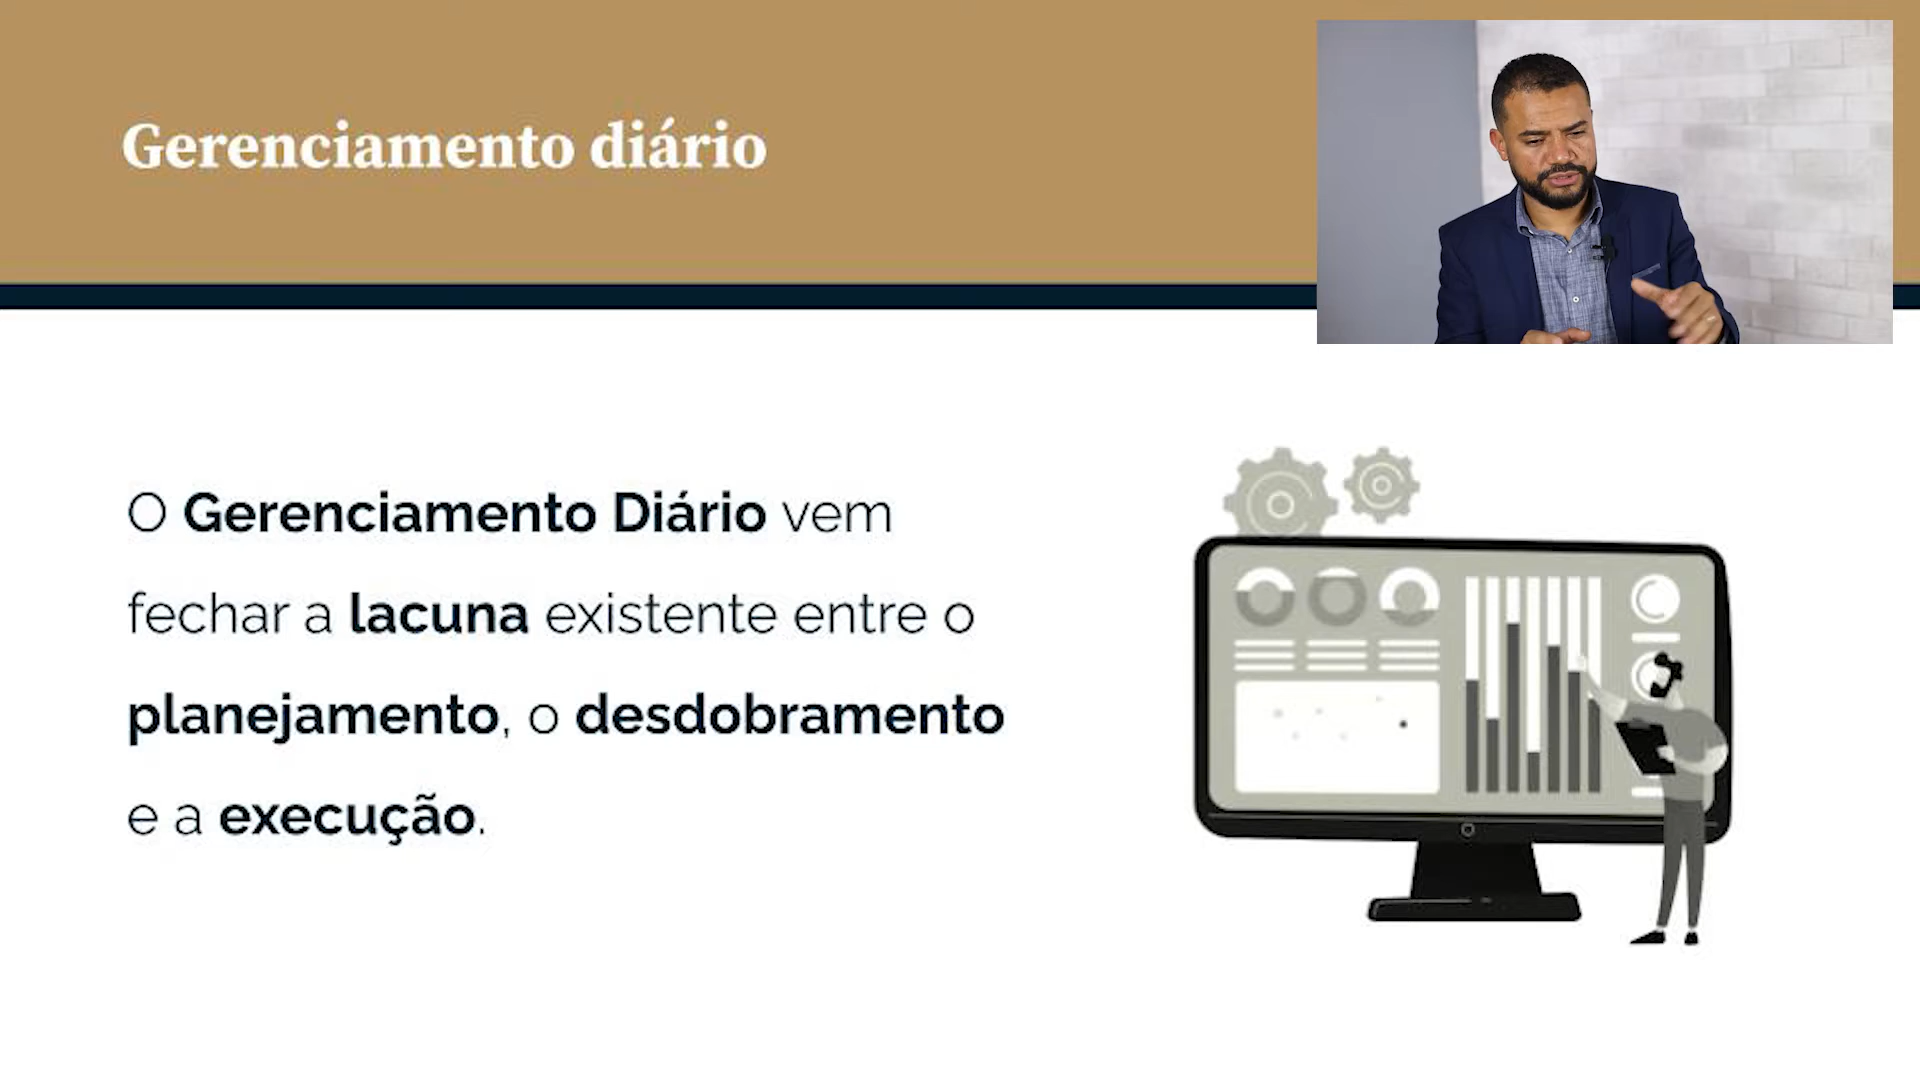 Gerenciamento diário
O Gerenciamento Diário vem
fechar a lacuna existente entre o
planejamento, o desdobramento
e a execução.